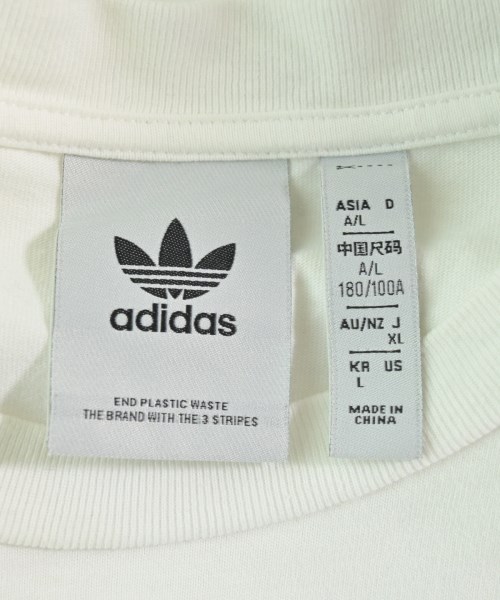 adidas
END PLASTIC WASTE
THE BRAND WITH THE 3 STRIPES
ASIA D
A/L
中国尺码
A/L
180/100A
AU/NZ J
XL
KR US
L
MADE IN
CHINA